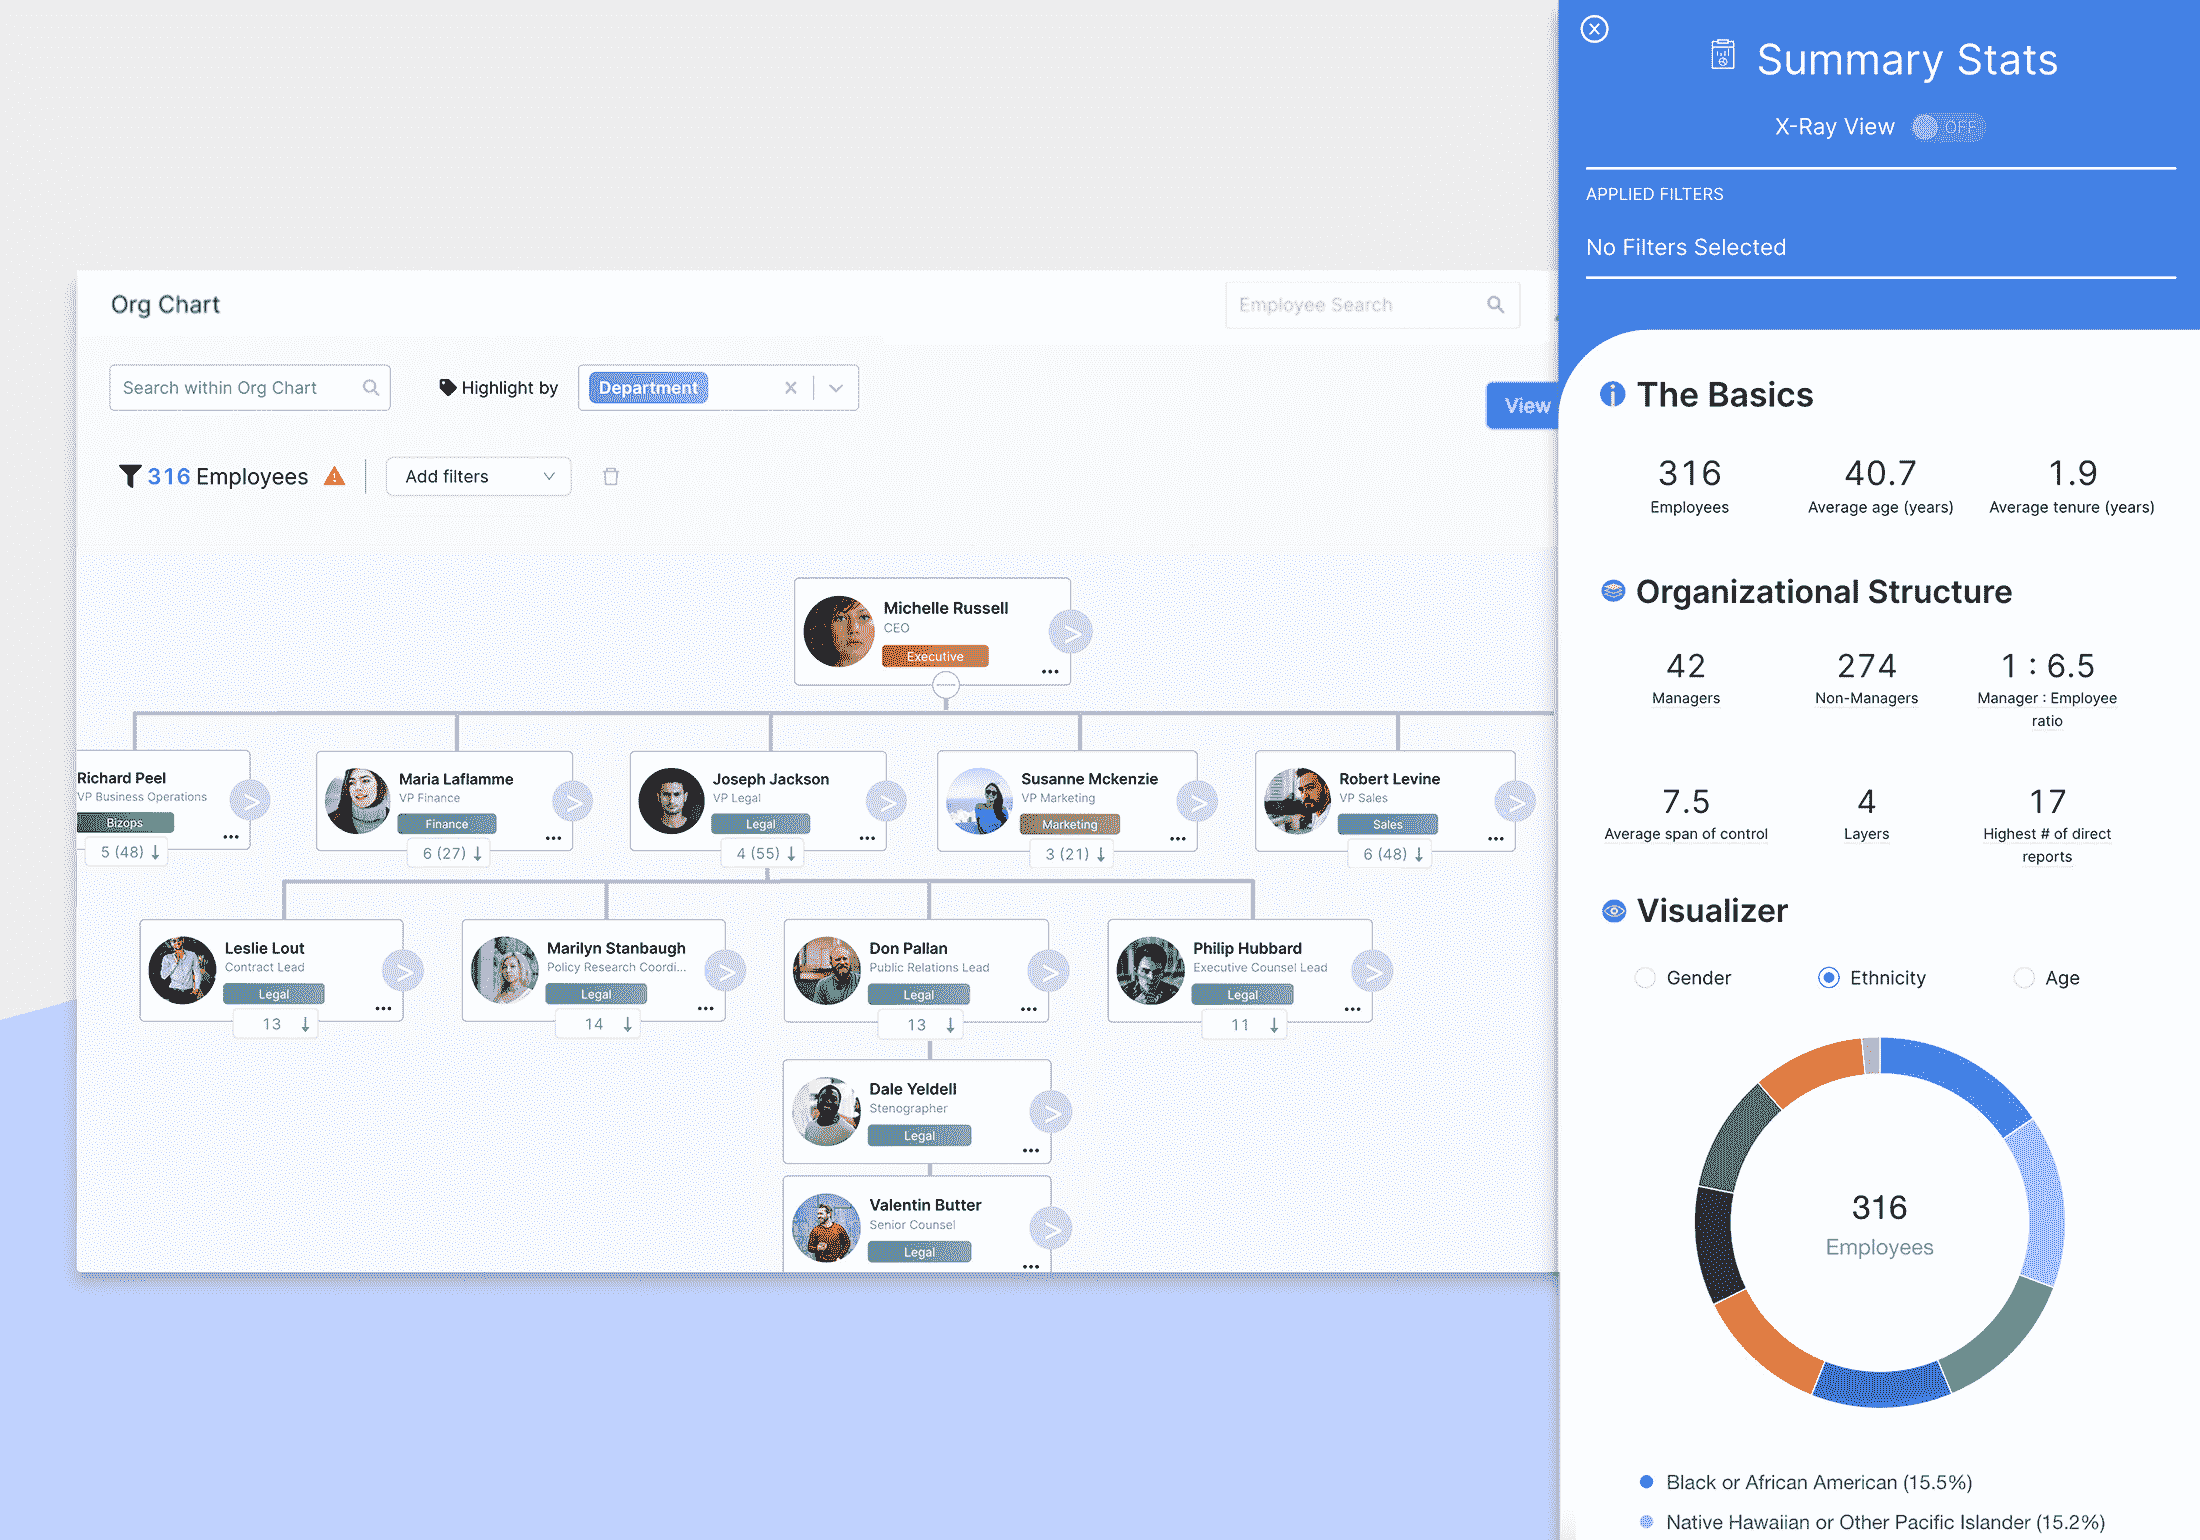 Summary Stats
X-Ray View OFF
APPLIED FILTERS
No Filters Selected
Org Chart
Employee Search
Search within Org Chart
Highlight by
Department
View
316 Employees
Add filters
Michelle Russell
CEO
Executive
Richard Peel
VP Business Operations
Bizops
5 (48)
Maria Laflamme
VP Finance
Finance
6 (27)
Joseph Jackson
VP Legal
Legal
4 (55)
Susanne Mckenzie
VP Marketing
Marketing
3 (21)
Robert Levine
VP Sales
Sales
6 (48)
Leslie Lout
Contract Lead
Legal
13
Marilyn Stanbaugh
Policy Research Coordi...
Legal
14
Don Pallan
Public Relations Lead
Legal
13
Philip Hubbard
Executive Counsel Lead
Legal
11
Dale Yeldell
Stenographer
Legal
Valentin Butter
Senior Counsel
Legal
The Basics
316
Employees
40.7
Average age (years)
1.9
Average tenure (years)
Organizational Structure
42
Managers
274
Non-Managers
1 : 6.5
Manager : Employee
ratio
7.5
Average span of control
4
Layers
17
Highest # of direct
reports
Visualizer
Gender
Ethnicity
Age
316
Employees
Black or African American (15.5%)
Native Hawaiian or Other Pacific Islander (15.2%)